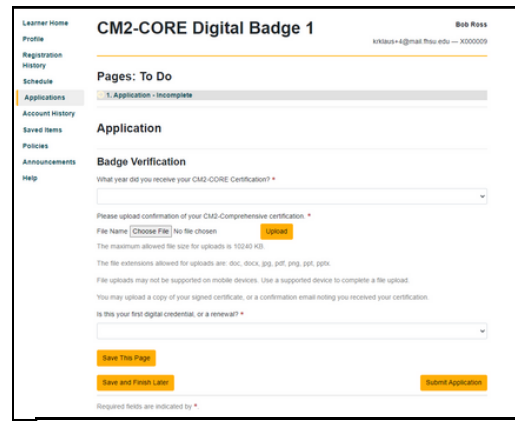 Learner Home
Profile
Registration
History
Schedule
Applications
Account History
Saved Items
Policies
Announcements
Help
CM2-CORE Digital Badge 1
Bob Ross
krklaus+4@mail.fhsu.edu — X000009
Pages: To Do
1. Application - Incomplete
Application
Badge Verification
What year did you receive your CM2-CORE Certification? *
Please upload confirmation of your CM2-Comprehensive certification. *
File Name Choose File No file chosen Upload
The maximum allowed file size for uploads is 10240 KB.
The file extensions allowed for uploads are: doc, docx, jpg, pdf, png, ppt, pptx.
File uploads may not be supported on mobile devices. Use a supported device to complete a file upload.
You may upload a copy of your signed certificate, or a confirmation email noting you received your certification.
Is this your first digital credential, or a renewal? *
Save This Page
Save and Finish Later
Submit Application
Required fields are indicated by *.